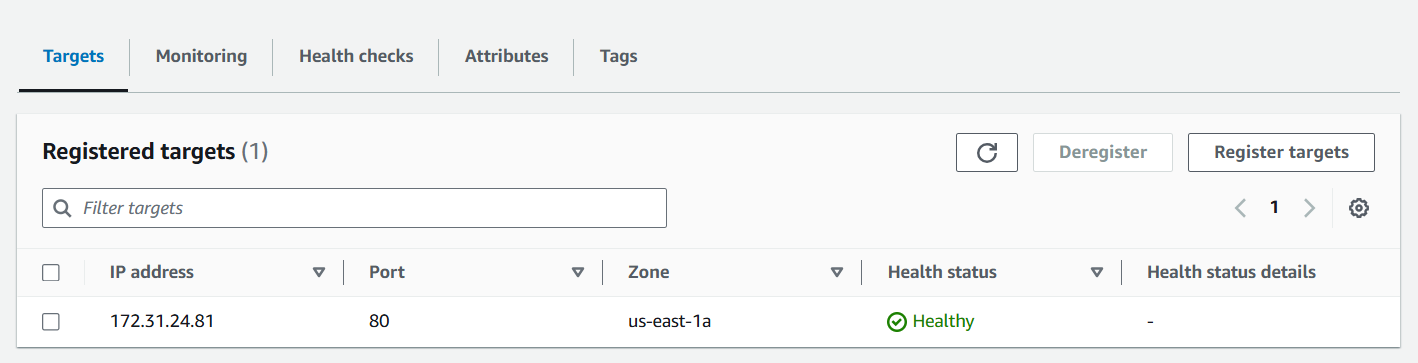 Targets Monitoring Health checks Attributes Tags
Registered targets (1) Deregister Register targets
Filter targets 1
IP address Port Zone Health status Health status details
172.31.24.81 80 us-east-1a Healthy -